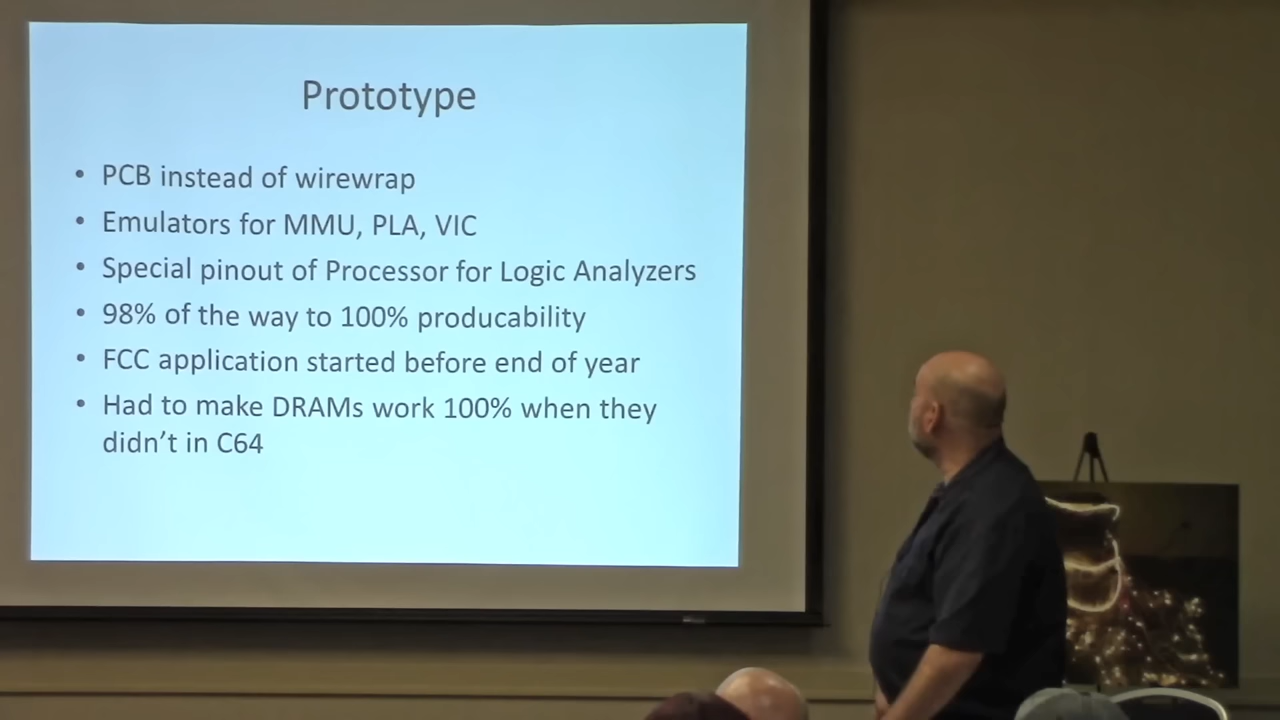 Prototype
• PCB instead of wirewrap
• Emulators for MMU, PLA, VIC
• Special pinout of Processor for Logic Analyzers
• 98% of the way to 100% producability
• FCC application started before end of year
• Had to make DRAMs work 100% when they
didn't in C64